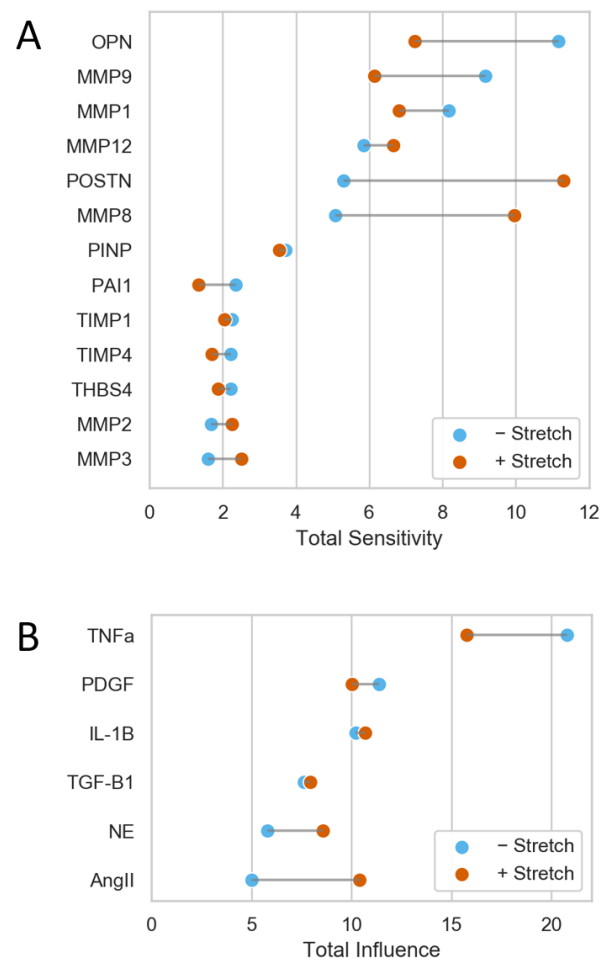 A
OPN
MMP9
MMP1
MMP12
POSTN
MMP8
PINP
PAI1
TIMP1
TIMP4
THBS4
MMP2
MMP3
− Stretch
+ Stretch
0 2 4 6 8 10 12
Total Sensitivity
B
TNFa
PDGF
IL-1B
TGF-B1
NE
AngII
− Stretch
+ Stretch
0 5 10 15 20
Total Influence